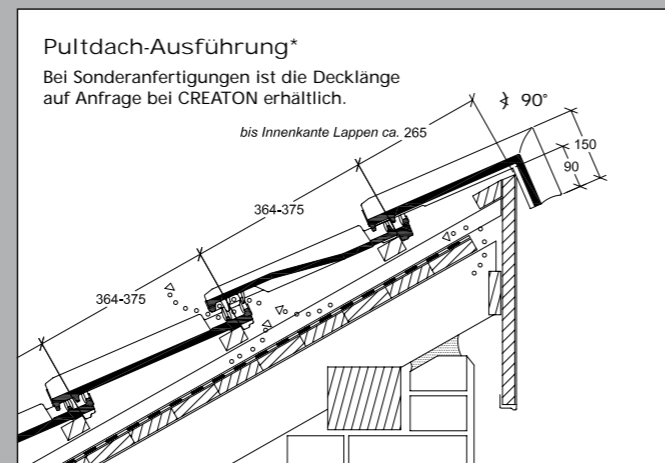 Pultdach-Ausführung*
Bei Sonderanfertigungen ist die Decklänge
auf Anfrage bei CREATON erhältlich.
∢ 90°
bis Innenkante Lappen ca. 265
150
90
364-375
364-375